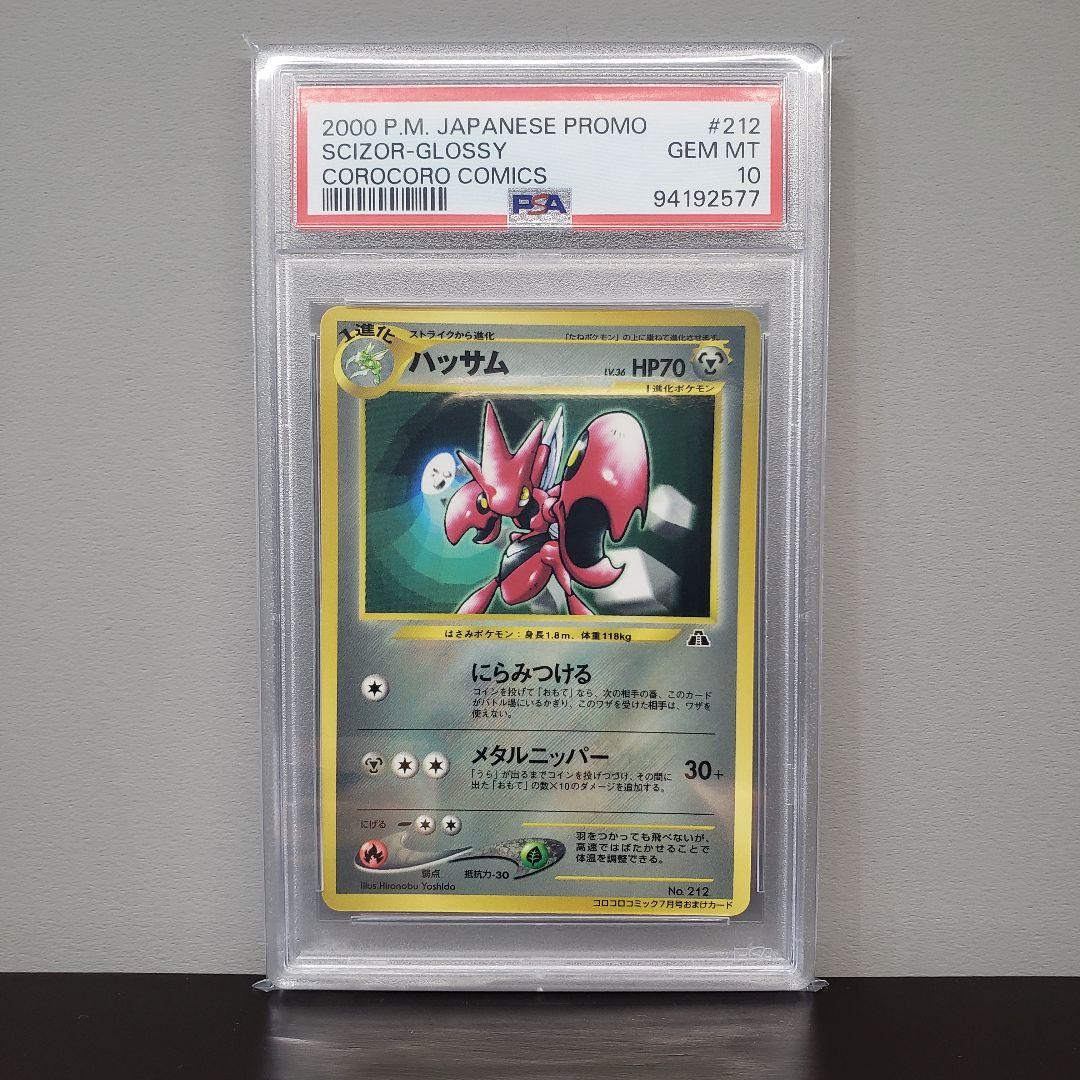 2000 P.M. JAPANESE PROMO #212
SCIZOR-GLOSSY GEM MT
COROCORO COMICS 10
PSA 94192577
1進化
ストライクから進化 「たねポケモン」の上に重ねて進化させます。
ハッサム LV.36 HP70
1進化ポケモン
はさみポケモン：身長1.8m、体重118kg
にらみつける
コインを投げて「おもて」なら、次の相手の番、このカード
がバトル場にいるかぎり、このワザを受けた相手は、ワザを
使えない。
メタルニッパー 30+
「うら」が出るまでコインを投げつづけ、その間に
出た「おもて」の数×10のダメージを追加する。
にげる
弱点 抵抗力-30
羽をつかっても飛べないが、
高速ではばたかせることで
体温を調整できる。
Illus.Hironobu Yoshida No. 212
コロコロコミック7月号おまけカード
PSA